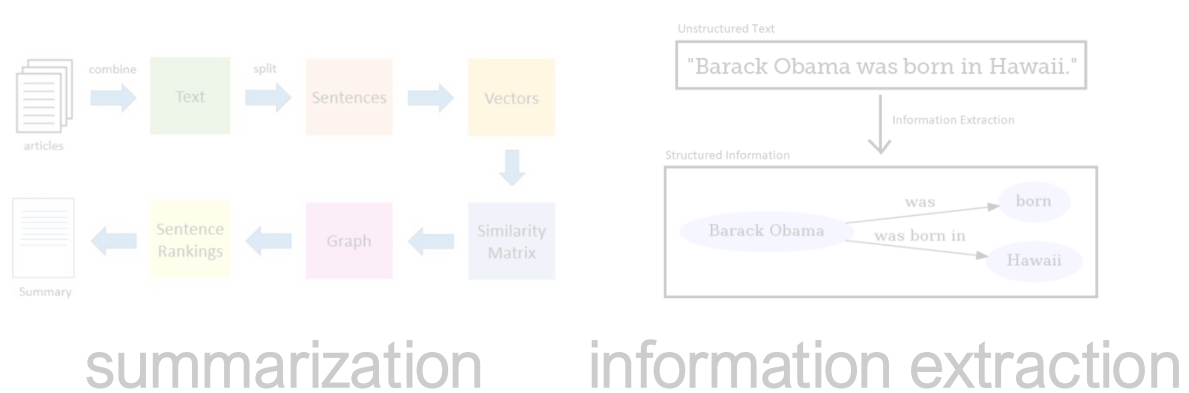 combine
split
Text
Sentences
Vectors
articles
Sentence
Rankings
Graph
Similarity
Matrix
Summary
summarization
Unstructured Text
"Barack Obama was born in Hawaii."
Information Extraction
Structured Information
was
born
Barack Obama
was born in
Hawaii
information extraction